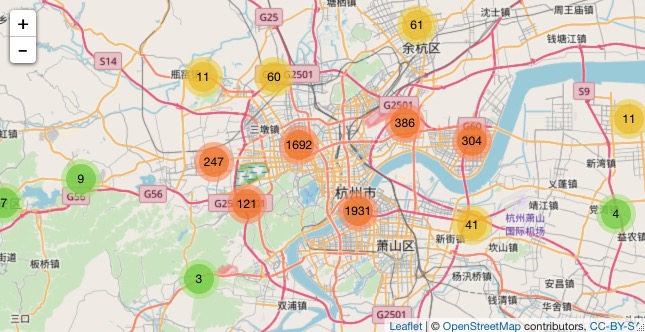 +
−
塘栖镇
周王庙镇
沈士镇
G25
61
余杭区
钱塘江镇
S14
瓶窑
11
60
G2501
S9
G2501
386
G60
304
11
三墩镇
1692
247
新湾镇
9
G56
G56
7
121
G25
杭州市
1931
义蓬镇
靖江镇
杭州萧山
国际机场
4
益农镇
41
新街镇
坎山镇
萧山区
板桥镇
3
杨汛桥镇
安昌镇
钱清镇
华舍镇
双浦镇
三口
G2501
Leaflet | © OpenStreetMap contributors, CC-BY-S